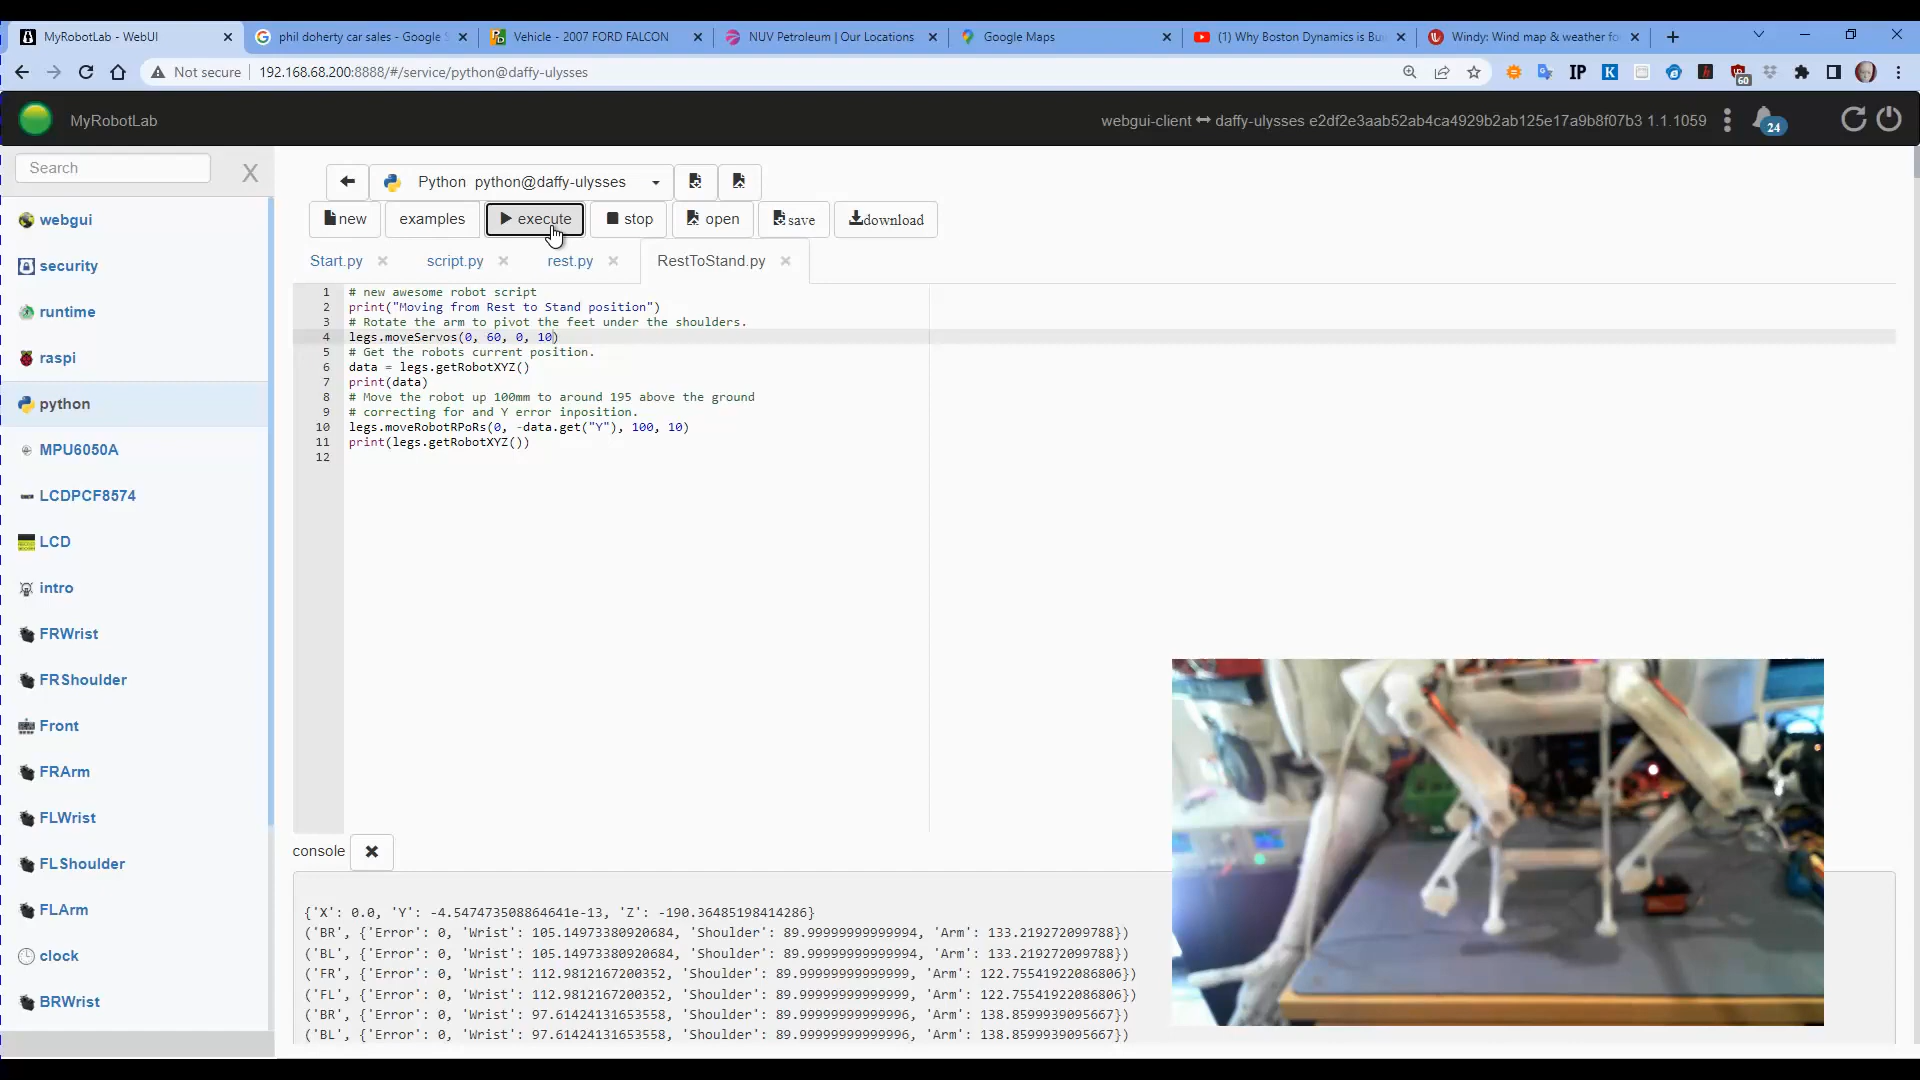 MyRobotLab - WebUI
phil doherty car sales - Google S
Vehicle - 2007 FORD FALCON
NUV Petroleum | Our Locations
Google Maps
(1) Why Boston Dynamics is Bu
Windy: Wind map & weather fo
Not secure
192.168.68.200:8888/#/service/python@daffy-ulysses
IP
K
60
MyRobotLab
webgui-client ⟷ daffy-ulysses e2df2e3aab52ab4ca4929b2ab125e17a9b8f07b3 1.1.1059
24
Search
X
Python python@daffy-ulysses
new
examples
execute
stop
open
save
download
Start.py
script.py
rest.py
RestToStand.py
webgui
security
runtime
raspi
python
MPU6050A
LCDPCF8574
LCD
intro
FRWrist
FRShoulder
Front
FRArm
FLWrist
FLShoulder
FLArm
clock
BRWrist
1 # new awesome robot script
2 print("Moving from Rest to Stand position")
3 # Rotate the arm to pivot the feet under the shoulders.
4 legs.moveServos(0, 60, 0, 10)
5 # Get the robots current position.
6 data = legs.getRobotXYZ()
7 print(data)
8 # Move the robot up 100mm to around 195 above the ground
9 # correcting for and Y error inposition.
10 legs.moveRobotRPoRs(0, -data.get("Y"), 100, 10)
11 print(legs.getRobotXYZ())
12
console
{'X': 0.0, 'Y': -4.547473508864641e-13, 'Z': -190.36485198414286}
('BR', {'Error': 0, 'Wrist': 105.14973380920684, 'Shoulder': 89.99999999999994, 'Arm': 133.219272099788})
('BL', {'Error': 0, 'Wrist': 105.14973380920684, 'Shoulder': 89.99999999999994, 'Arm': 133.219272099788})
('FR', {'Error': 0, 'Wrist': 112.9812167200352, 'Shoulder': 89.99999999999999, 'Arm': 122.75541922086806})
('FL', {'Error': 0, 'Wrist': 112.9812167200352, 'Shoulder': 89.99999999999999, 'Arm': 122.75541922086806})
('BR', {'Error': 0, 'Wrist': 97.61424131653558, 'Shoulder': 89.99999999999996, 'Arm': 138.8599939095667})
('BL', {'Error': 0, 'Wrist': 97.61424131653558, 'Shoulder': 89.99999999999996, 'Arm': 138.8599939095667})